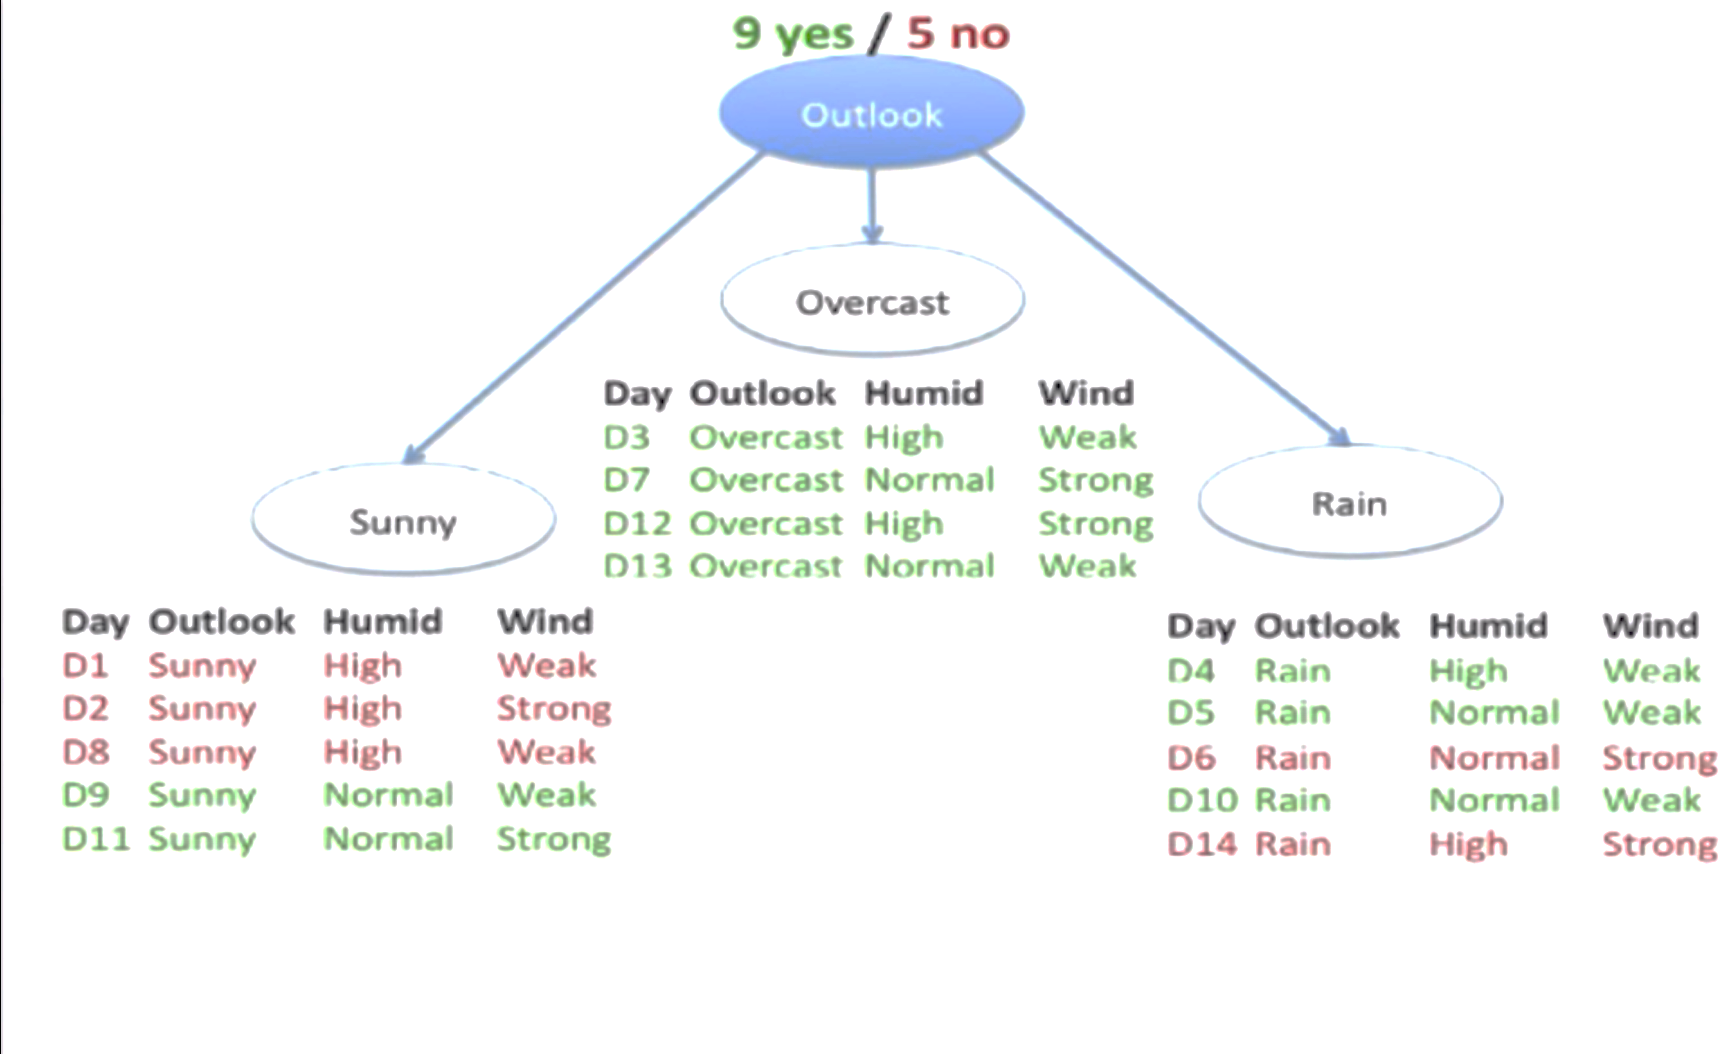 9 yes / 5 no
Outlook
Overcast
Day Outlook Humid Wind
D3 Overcast High Weak
D7 Overcast Normal Strong
D12 Overcast High Strong
D13 Overcast Normal Weak
Sunny
Day Outlook Humid Wind
D1 Sunny High Weak
D2 Sunny High Strong
D8 Sunny High Weak
D9 Sunny Normal Weak
D11 Sunny Normal Strong
Rain
Day Outlook Humid Wind
D4 Rain High Weak
D5 Rain Normal Weak
D6 Rain Normal Strong
D10 Rain Normal Weak
D14 Rain High Strong